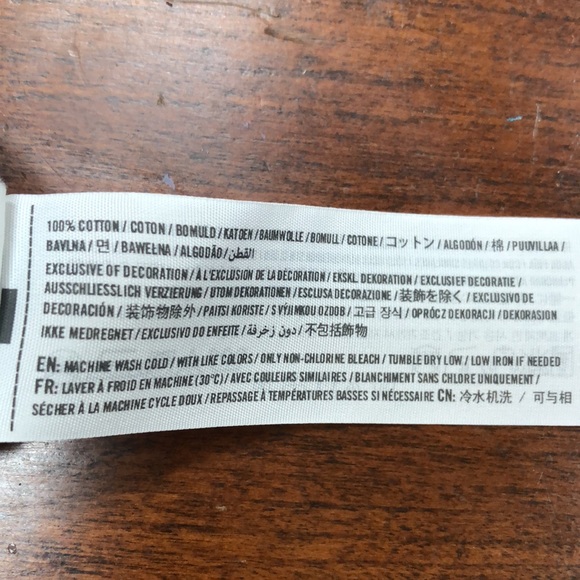 100% COTTON / COTON / BOMULD / KATOEN / BAUMWOLLE / BOMULL / COTONE / コットン / ALGODÓN / 棉 / PUUVILLAA /
BAVLNA / 면 / BAWEŁNA / ALGODÃO / القطن
EXCLUSIVE OF DECORATION / À L'EXCLUSION DE LA DÉCORATION / EKSKL. DEKORATION / EXCLUSIEF DECORATIE /
AUSSCHLIESSLICH VERZIERUNG / UTOM DEKORATIONEN / ESCLUSA DECORAZIONE / 装飾を除く / EXCLUSIVO DE
DECORACIÓN / 装饰物除外 / PAITSI KORISTE / S VÝJIMKOU OZDOB / 고급 장식 / OPRÓCZ DEKORACJI / DEKORASJON
IKKE MEDREGNET / EXCLUSIVO DO ENFEITE / دون زخرفة / 不包括飾物
EN: MACHINE WASH COLD / WITH LIKE COLORS / ONLY NON-CHLORINE BLEACH / TUMBLE DRY LOW / LOW IRON IF NEEDED
FR: LAVER À FROID EN MACHINE (30°C) / AVEC COULEURS SIMILAIRES / BLANCHIMENT SANS CHLORE UNIQUEMENT /
SÉCHER À LA MACHINE CYCLE DOUX / REPASSAGE À TEMPÉRATURES BASSES SI NÉCESSAIRE CN: 冷水机洗 / 可与相